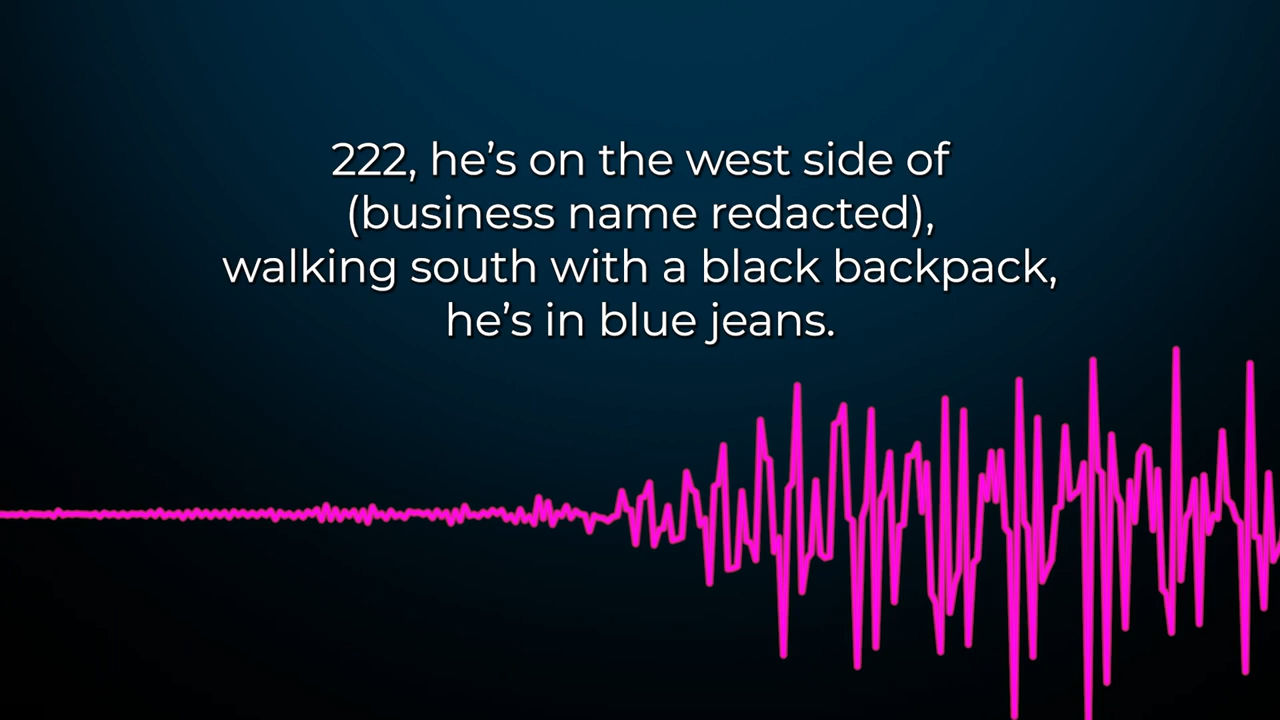 222, he’s on the west side of
(business name redacted),
walking south with a black backpack,
he’s in blue jeans.